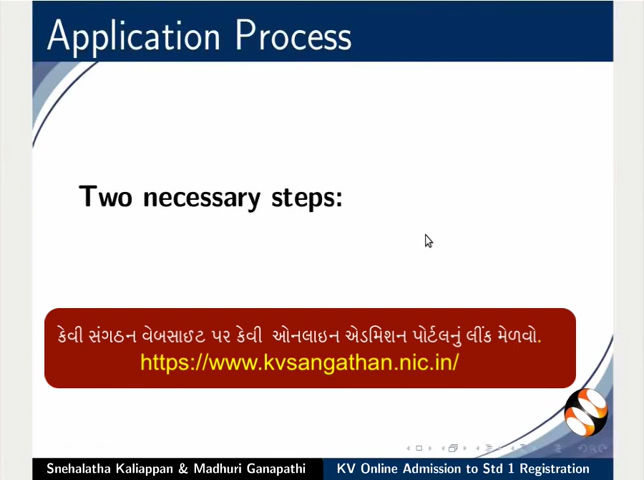 Application Process
Two necessary steps:
કેવી સંગઠન વેબસાઈટ પર કેવી ઓનલાઇન એડમિશન પોર્ટલનું લીંક મેળવો.
https://www.kvsangathan.nic.in/
Snehalatha Kaliappan & Madhuri Ganapathi KV Online Admission to Std 1 Registration